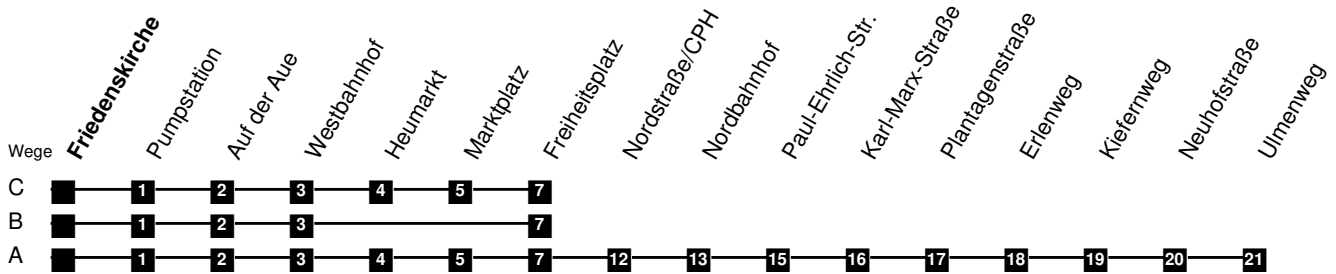 Friedenskirche
Pumpstation
Auf der Aue
Westbahnhof
Heumarkt
Marktplatz
Freiheitsplatz
Nordstraße/CPH
Nordbahnhof
Paul-Ehrlich-Str.
Karl-Marx-Straße
Plantagenstraße
Erlenweg
Kiefernweg
Neuhofstraße
Ulmenweg
Wege
C 1 2 3 4 5 7
B 1 2 3 7
A 1 2 3 4 5 7 12 13 15 16 17 18 19 20 21